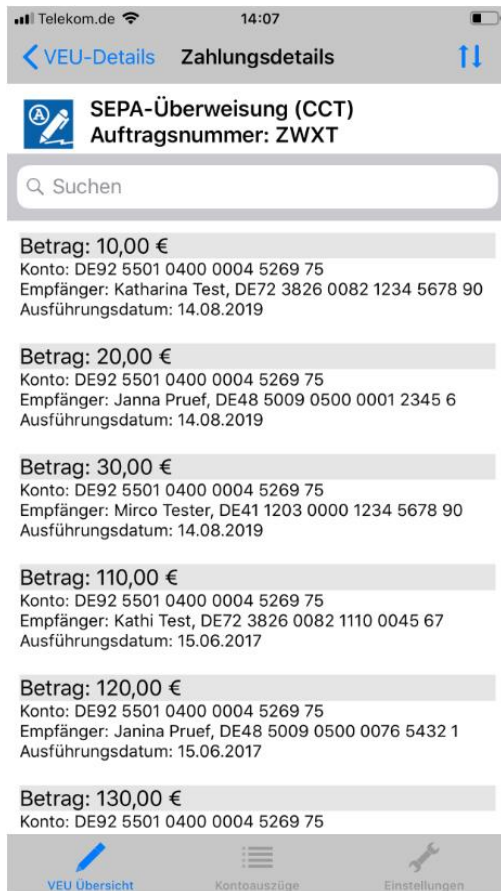 Telekom.de 14:07
VEU-Details Zahlungsdetails
SEPA-Überweisung (CCT)
Auftragsnummer: ZWXT
Suchen
Betrag: 10,00 €
Konto: DE92 5501 0400 0004 5269 75
Empfänger: Katharina Test, DE72 3826 0082 1234 5678 90
Ausführungsdatum: 14.08.2019
Betrag: 20,00 €
Konto: DE92 5501 0400 0004 5269 75
Empfänger: Janna Pruef, DE48 5009 0500 0001 2345 6
Ausführungsdatum: 14.08.2019
Betrag: 30,00 €
Konto: DE92 5501 0400 0004 5269 75
Empfänger: Mirco Tester, DE41 1203 0000 1234 5678 90
Ausführungsdatum: 14.08.2019
Betrag: 110,00 €
Konto: DE92 5501 0400 0004 5269 75
Empfänger: Kathi Test, DE72 3826 0082 1110 0045 67
Ausführungsdatum: 15.06.2017
Betrag: 120,00 €
Konto: DE92 5501 0400 0004 5269 75
Empfänger: Janina Pruef, DE48 5009 0500 0076 5432 1
Ausführungsdatum: 15.06.2017
Betrag: 130,00 €
Konto: DE92 5501 0400 0004 5269 75
VEU Übersicht Kontoauszüge Einstellungen